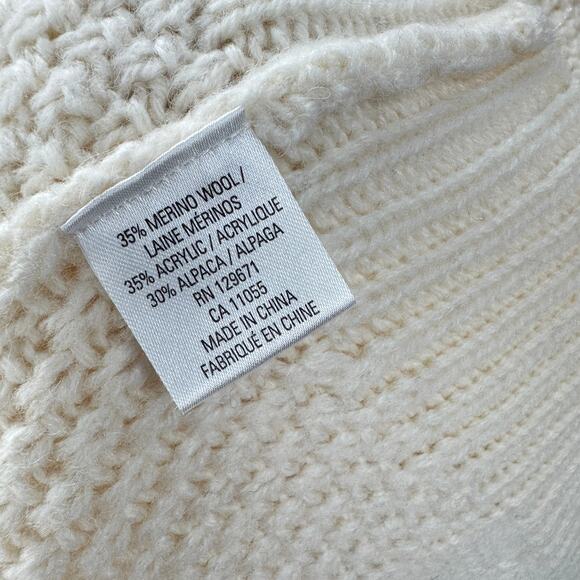 35% MERINO WOOL /
LAINE MÉRINOS
35% ACRYLIC / ACRYLIQUE
30% ALPACA / ALPAGA
RN 129671
CA 11055
MADE IN CHINA
FABRIQUÉ EN CHINE